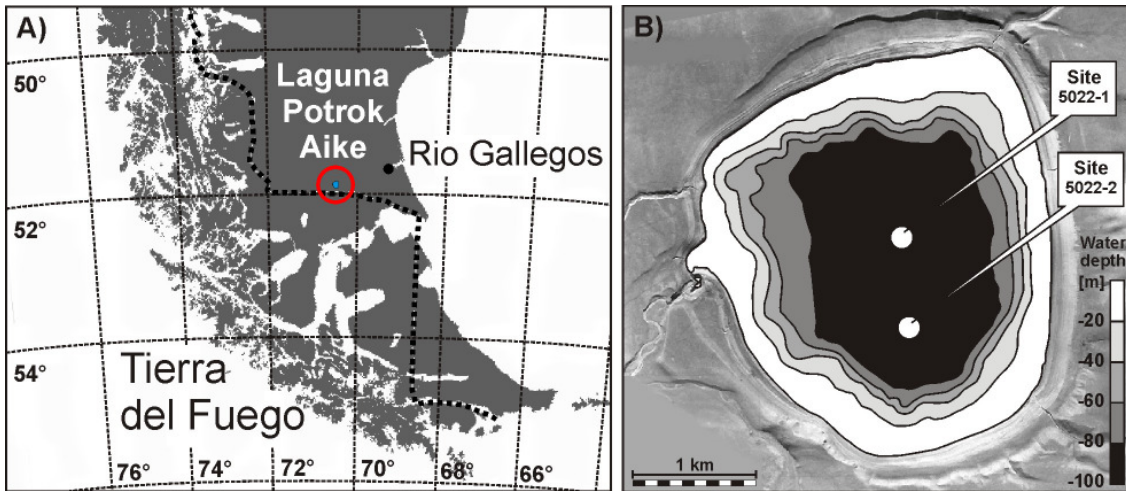 A)
50°
52°
54°
76°
74°
72°
70°
68°
66°
Laguna
Potrok
Aike
Rio Gallegos
Tierra
del Fuego
B)
Site
5022-1
Site
5022-2
Water
depth
[m]
-20
-40
-60
-80
-100
1 km